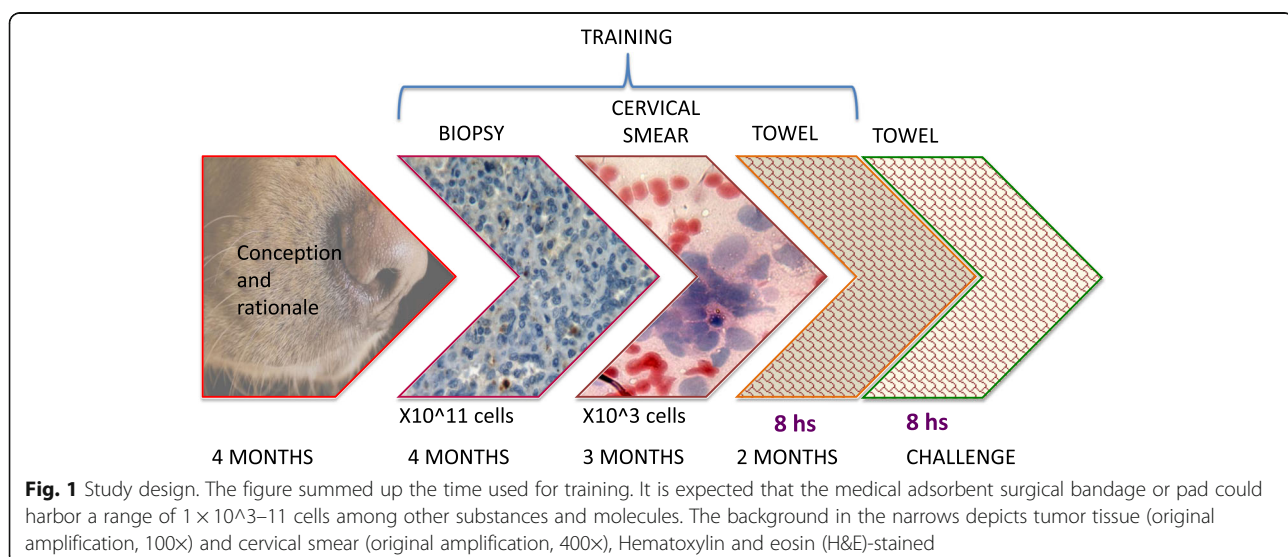 TRAINING
BIOPSY
CERVICAL
SMEAR
TOWEL
TOWEL
Conception
and
rationale
X10^11 cells
X10^3 cells
8 hs
8 hs
4 MONTHS
4 MONTHS
3 MONTHS
2 MONTHS
CHALLENGE
Fig. 1 Study design. The figure summed up the time used for training. It is expected that the medical adsorbent surgical bandage or pad could
harbor a range of 1 × 10^3–11 cells among other substances and molecules. The background in the narrows depicts tumor tissue (original
amplification, 100×) and cervical smear (original amplification, 400×), Hematoxylin and eosin (H&E)-stained